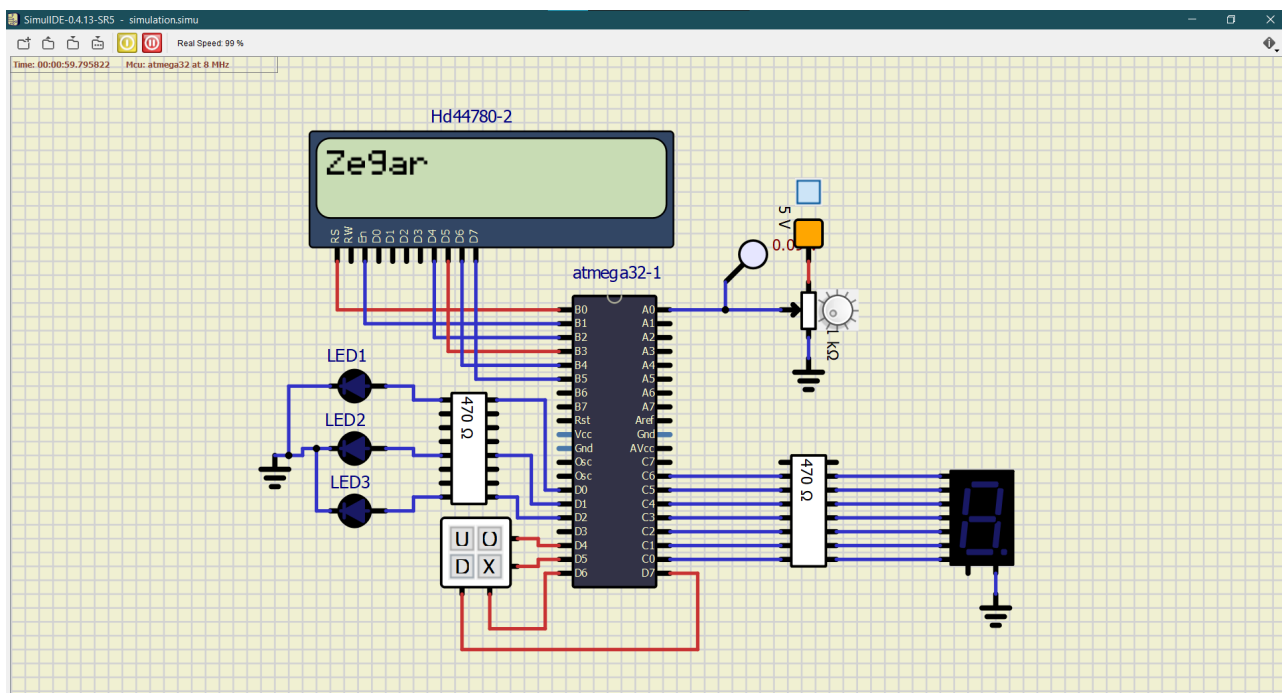 SimulIDE-0.4.13-SR5 - simulation.simu
Real Speed: 99 %
Time: 00:00:59.795822 Mcu: atmega32 at 8 MHz
Hd44780-2
Zegar
RS RW En D0 D1 D2 D3 D4 D5 D6 D7
5 V
atmega32-1
B0 A0
B1 A1
B2 A2
B3 A3
B4 A4
B5 A5
B6 A6
B7 A7
Rst Aref
Vcc Gnd
Gnd AVcc
Osc C7
Osc C6
D0 C5
D1 C4
D2 C3
D3 C2
D4 C1
D5 C0
D6 D7
1 kΩ
LED1
LED2
LED3
470 Ω
470 Ω
U O
D X